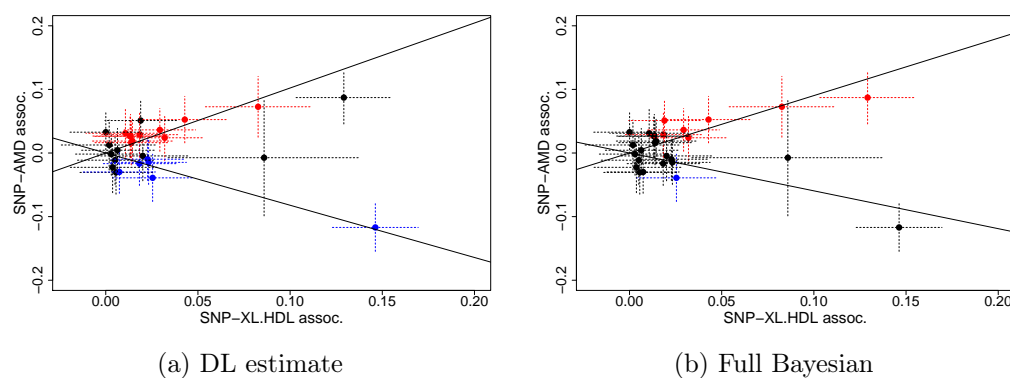 0.2
0.1
0.0
−0.1
−0.2
SNP−AMD assoc.
0.00 0.05 0.10 0.15 0.20
SNP−XL.HDL assoc.
(a) DL estimate
0.2
0.1
0.0
−0.1
−0.2
SNP−AMD assoc.
0.00 0.05 0.10 0.15 0.20
SNP−XL.HDL assoc.
(b) Full Bayesian